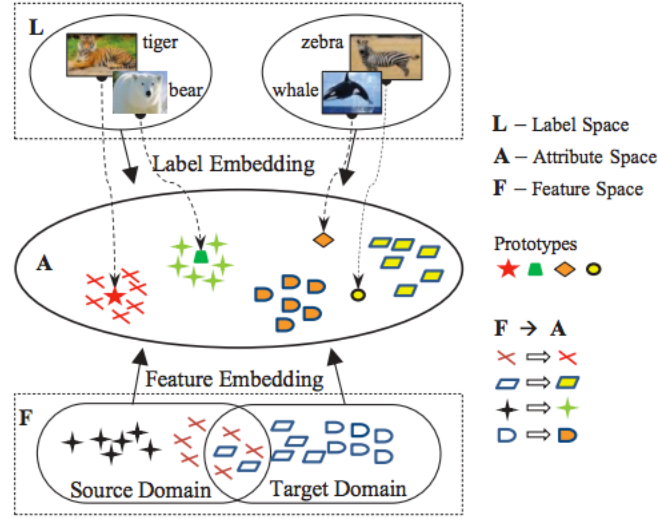 L
tiger
bear
zebra
whale
Label Embedding
A
Feature Embedding
F
Source Domain
Target Domain
L – Label Space
A – Attribute Space
F – Feature Space
Prototypes
F → A